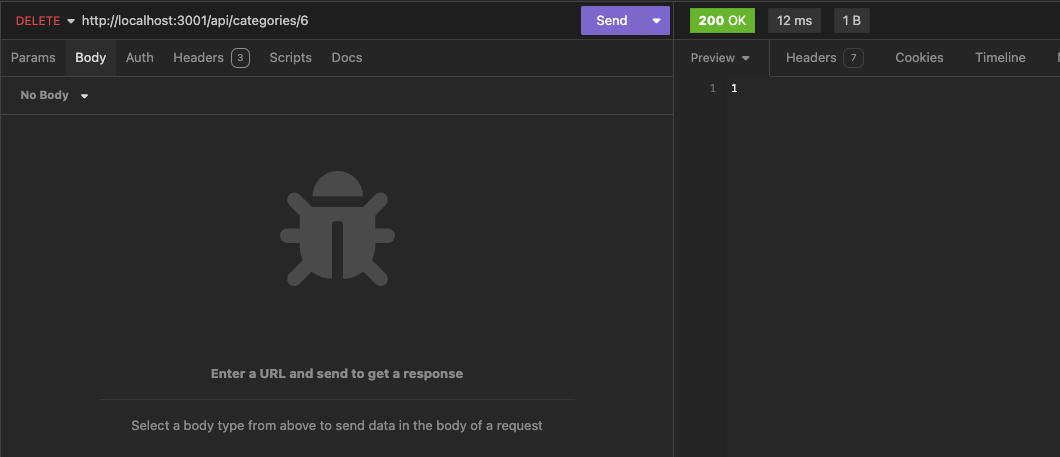 DELETE http://localhost:3001/api/categories/6 Send 200 OK 12 ms 1 B
Params Body Auth Headers 3 Scripts Docs Preview Headers 7 Cookies Timeline
No Body 1 1
Enter a URL and send to get a response
Select a body type from above to send data in the body of a request